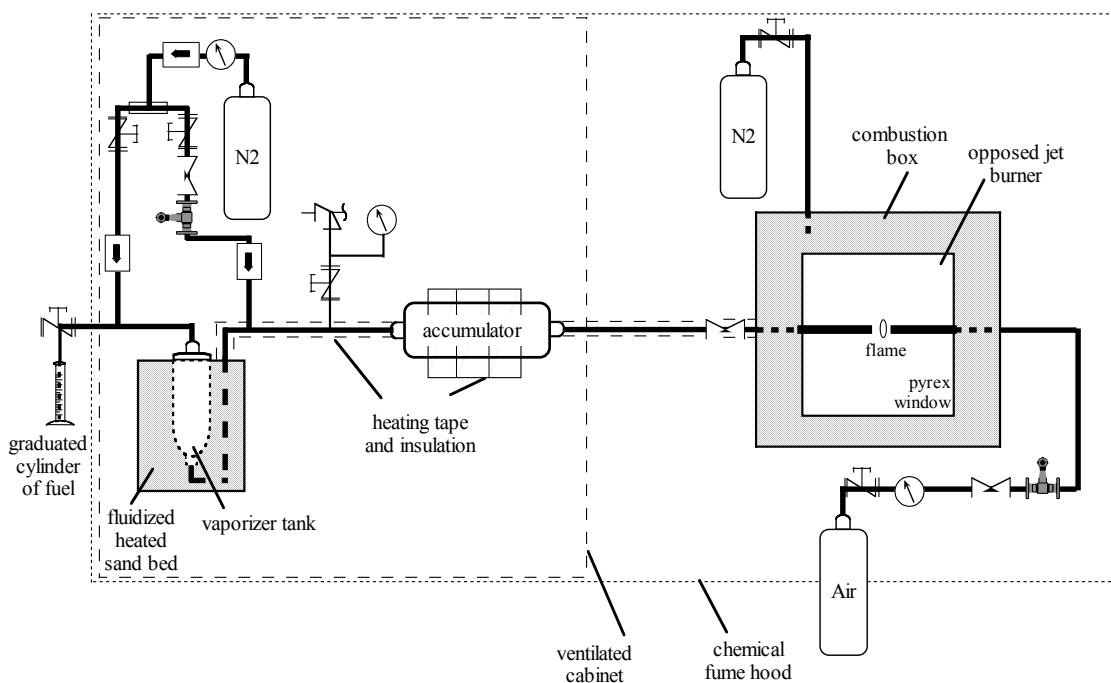 N2
N2
combustion
box
opposed jet
burner
accumulator
flame
pyrex
window
heating tape
and insulation
graduated
cylinder
of fuel
fluidized
heated
sand bed
vaporizer tank
Air
ventilated
cabinet
chemical
fume hood